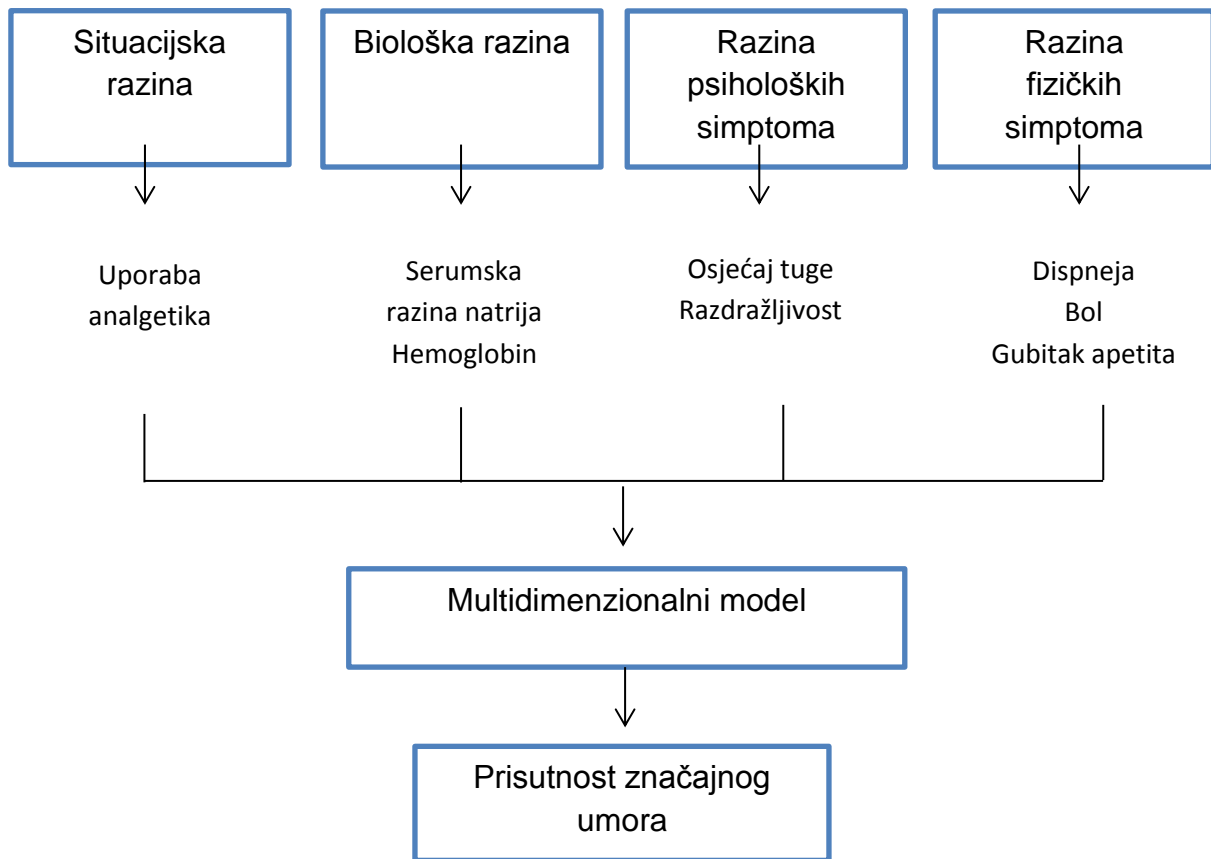 Situacijska
razina
Biološka razina
Razina
psiholoških
simptoma
Razina
fizičkih
simptoma
Uporaba
analgetika
Serumska
razina natrija
Hemoglobin
Osjećaj tuge
Razdražljivost
Dispneja
Bol
Gubitak apetita
Multidimenzionalni model
Prisutnost značajnog
umora